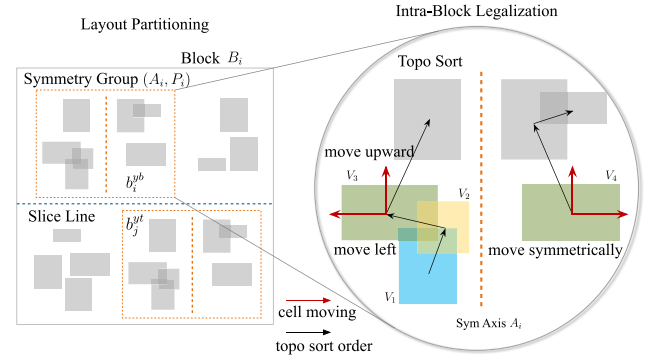 Layout Partitioning
Block B_i
Symmetry Group (A_i, P_i)
b_i^{yb}
Slice Line
b_j^{yt}
cell moving
topo sort order
Intra-Block Legalization
Topo Sort
move upward
V_3
V_2
V_4
move left
move symmetrically
V_1
Sym Axis A_i